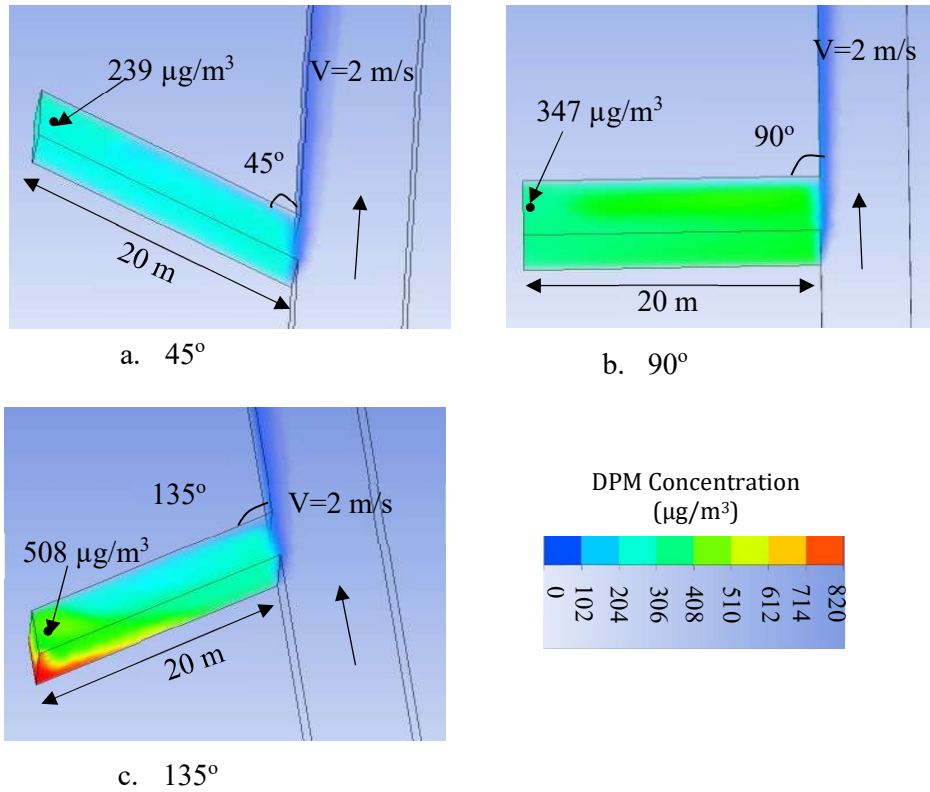 239 µg/m³
V=2 m/s
45º
20 m
a. 45º
V=2 m/s
347 µg/m³
90º
20 m
b. 90º
135º
V=2 m/s
508 µg/m³
20 m
c. 135º
DPM Concentration
(µg/m³)
0 102 204 306 408 510 612 714 820